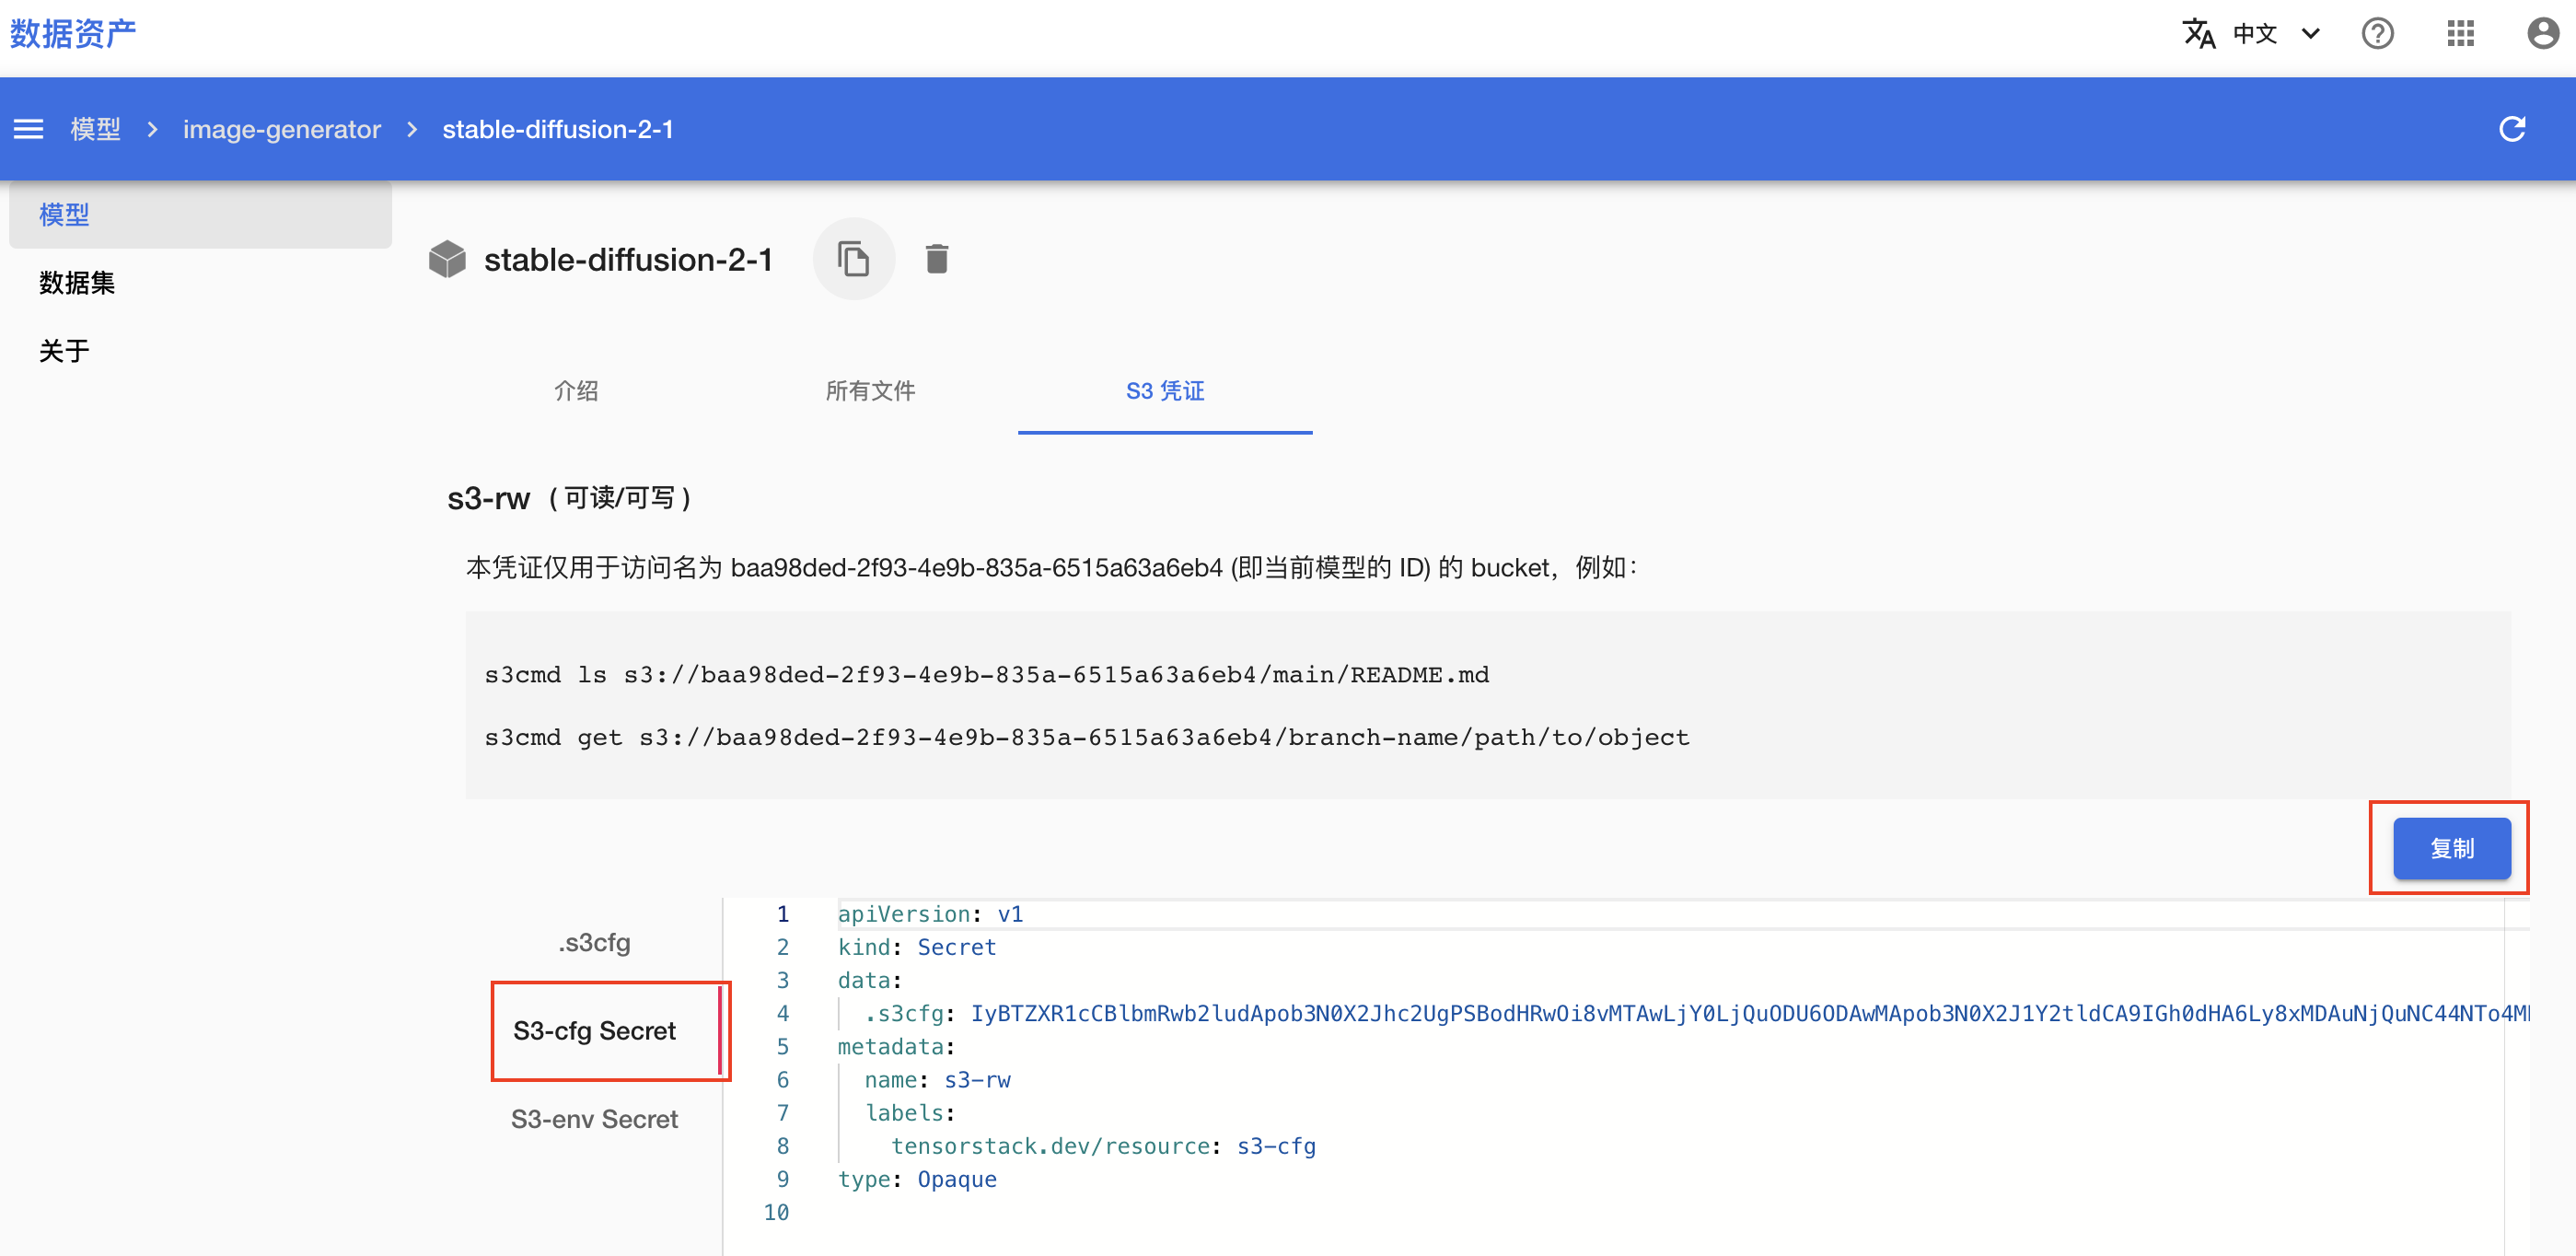 数据资产
中文
模型 > image-generator > stable-diffusion-2-1
模型
数据集
关于
stable-diffusion-2-1
介绍
所有文件
S3 凭证
s3-rw （可读/可写）
本凭证仅用于访问名为 baa98ded-2f93-4e9b-835a-6515a63a6eb4 (即当前模型的 ID) 的 bucket，例如：
s3cmd ls s3://baa98ded-2f93-4e9b-835a-6515a63a6eb4/main/README.md
s3cmd get s3://baa98ded-2f93-4e9b-835a-6515a63a6eb4/branch-name/path/to/object
复制
.s3cfg
S3-cfg Secret
S3-env Secret
1 apiVersion: v1
2 kind: Secret
3 data:
4 .s3cfg: IyBTZXR1cCBlbmRwb2ludApob3N0X2Jhc2UgPSBodHRwOi8vMTAwLjY0LjQuODU6ODAwMApob3N0X2J1Y2tldCA9IGh0dHA6Ly8xMDAuNjQuNC44NTo4M
5 metadata:
6 name: s3-rw
7 labels:
8 tensorstack.dev/resource: s3-cfg
9 type: Opaque
10